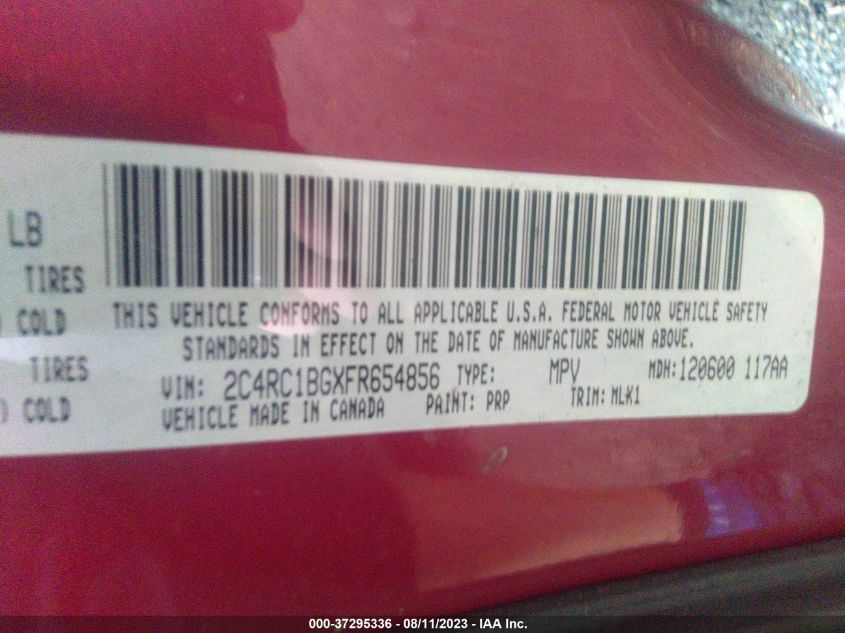 LB
TIRES
) COLD
TIRES
) COLD
THIS VEHICLE CONFORMS TO ALL APPLICABLE U.S.A. FEDERAL MOTOR VEHICLE SAFETY
STANDARDS IN EFFECT ON THE DATE OF MANUFACTURE SHOWN ABOVE.
VIN: 2C4RC1BGXFR654856 TYPE: MPV MDH:120600 117AA
VEHICLE MADE IN CANADA PAINT: PRP TRIM: MLK1
000-37295336 - 08/11/2023 - IAA Inc.